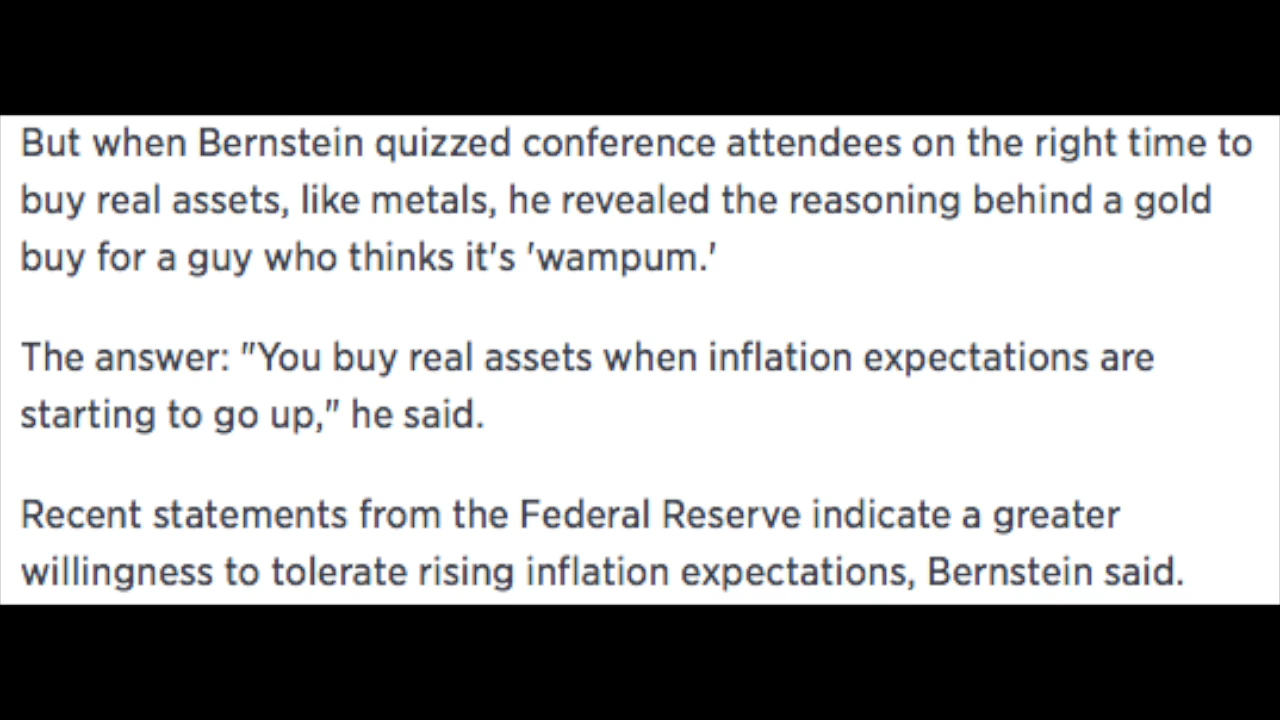 But when Bernstein quizzed conference attendees on the right time to
buy real assets, like metals, he revealed the reasoning behind a gold
buy for a guy who thinks it's 'wampum.'
The answer: "You buy real assets when inflation expectations are
starting to go up," he said.
Recent statements from the Federal Reserve indicate a greater
willingness to tolerate rising inflation expectations, Bernstein said.